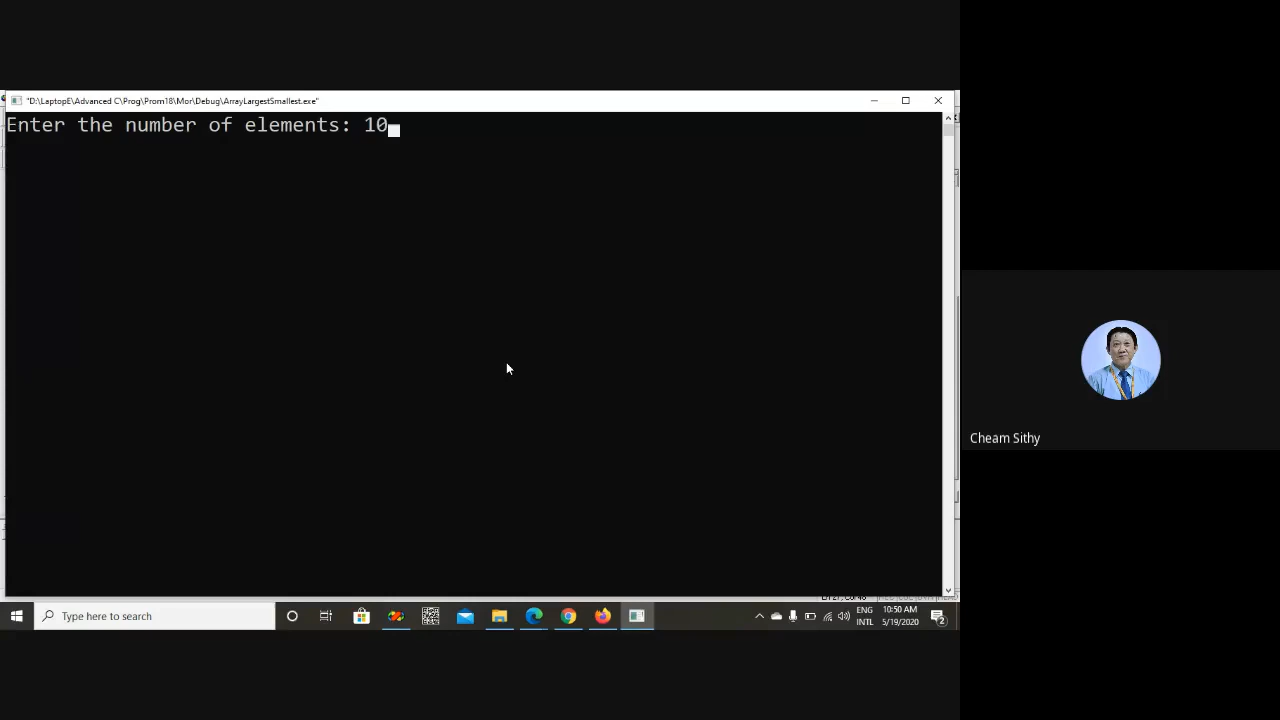 "D:\LaptopE\Advanced C\Prog\Prom18\Mor\Debug\ArrayLargestSmallest.exe"
Enter the number of elements: 10
Cheam Sithy
Type here to search
ENG
INTL
10:50 AM
5/19/2020
2